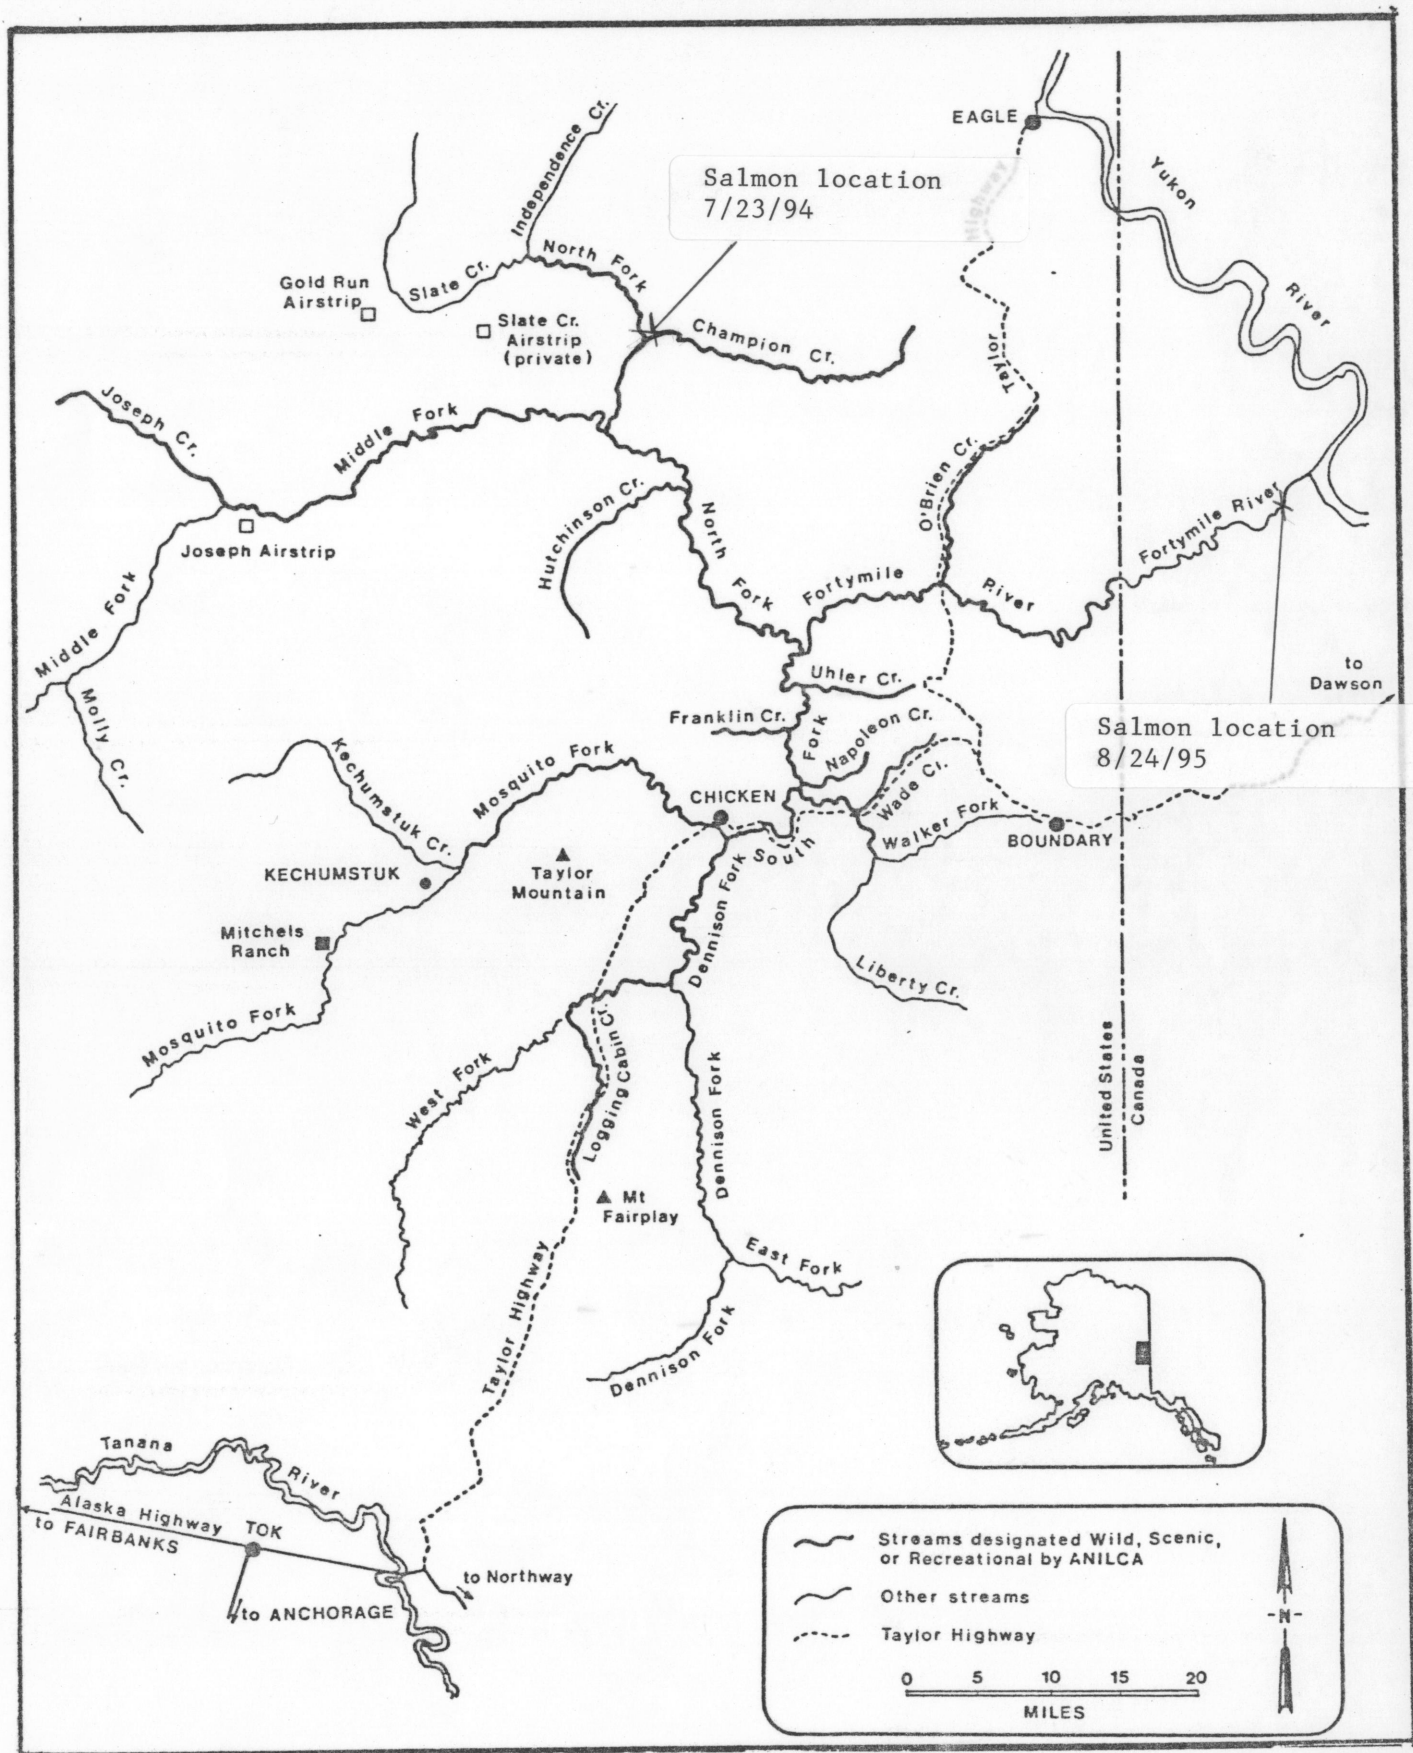 EAGLE
Highway
Yukon
River
Independence Cr.
Salmon location
7/23/94
North Fork
Slate Cr.
Gold Run
Airstrip
Slate Cr.
Airstrip
(private)
Champion Cr.
Taylor
Joseph Cr.
Middle Fork
O'Brien Cr.
Hutchinson Cr.
North
Fork
Fortymile River
Joseph Airstrip
Fortymile
River
Middle Fork
Molly Cr.
Uhler Cr.
to
Dawson
Franklin Cr.
Fork
Napoleon Cr.
Salmon location
8/24/95
Kechumstuk Cr.
Mosquito Fork
Wade Cr.
CHICKEN
Walker Fork
BOUNDARY
South
KECHUMSTUK
Taylor
Mountain
Dennison Fork
Mitchels
Ranch
Liberty Cr.
Mosquito Fork
West Fork
Logging Cabin Cr.
Dennison Fork
United States
Canada
Mt
Fairplay
East Fork
Taylor Highway
Dennison Fork
Tanana
River
Alaska Highway
TOK
to FAIRBANKS
to Northway
to ANCHORAGE
Streams designated Wild, Scenic,
or Recreational by ANILCA
Other streams
Taylor Highway
-N-
0 5 10 15 20
MILES